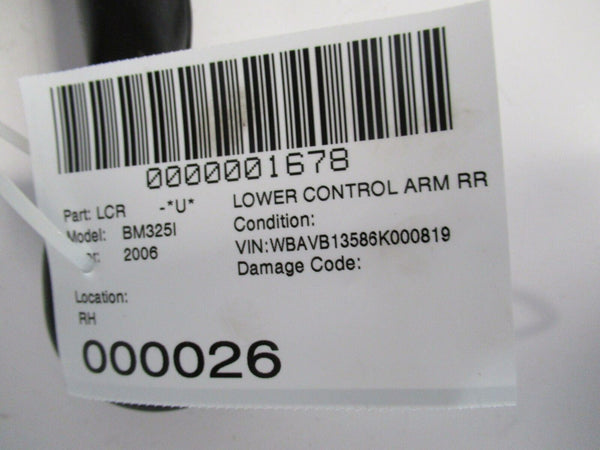 0000001678
Part: LCR -*U* LOWER CONTROL ARM RR
Model: BM325I Condition:
2006 VIN:WBAVB13586K000819
Damage Code:
Location:
RH
000026